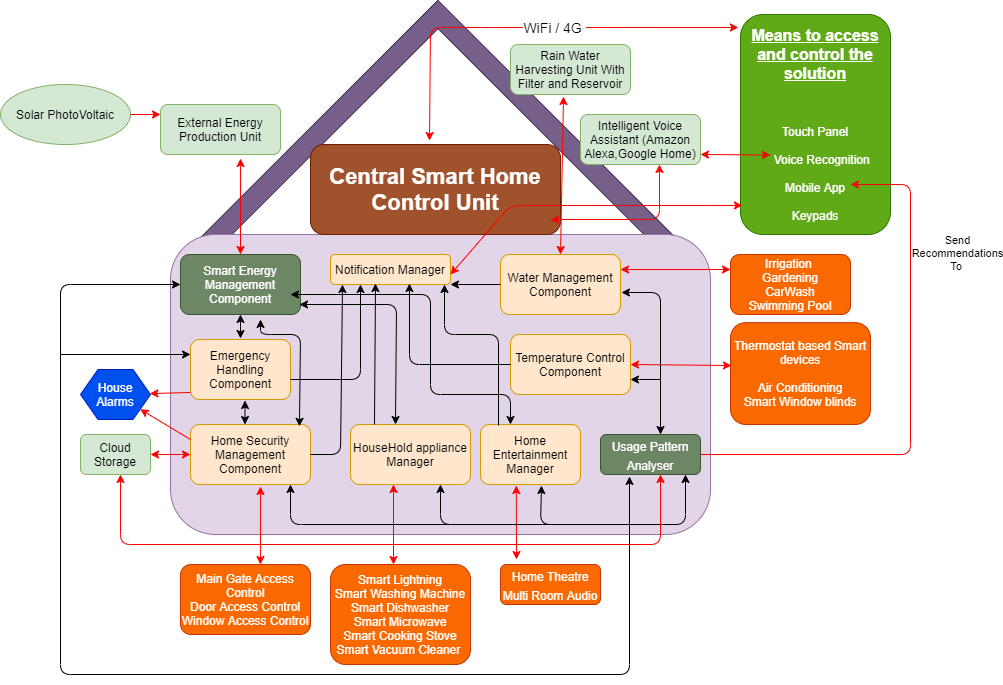 WiFi / 4G
Means to access
and control the
solution
Touch Panel
Voice Recognition
Mobile App
Keypads
Rain Water
Harvesting Unit With
Filter and Reservoir
Solar PhotoVoltaic
External Energy
Production Unit
Intelligent Voice
Assistant (Amazon
Alexa,Google Home)
Central Smart Home
Control Unit
Send
Recommendations
To
Smart Energy
Management
Component
Notification Manager
Water Management
Component
Irrigation
Gardening
CarWash
Swimming Pool
Emergency
Handling
Component
Temperature Control
Component
Thermostat based Smart
devices
Air Conditioning
Smart Window blinds
House
Alarms
Cloud
Storage
Home Security
Management
Component
HouseHold appliance
Manager
Home
Entertainment
Manager
Usage Pattern
Analyser
Main Gate Access
Control
Door Access Control
Window Access Control
Smart Lightning
Smart Washing Machine
Smart Dishwasher
Smart Microwave
Smart Cooking Stove
Smart Vacuum Cleaner
Home Theatre
Multi Room Audio